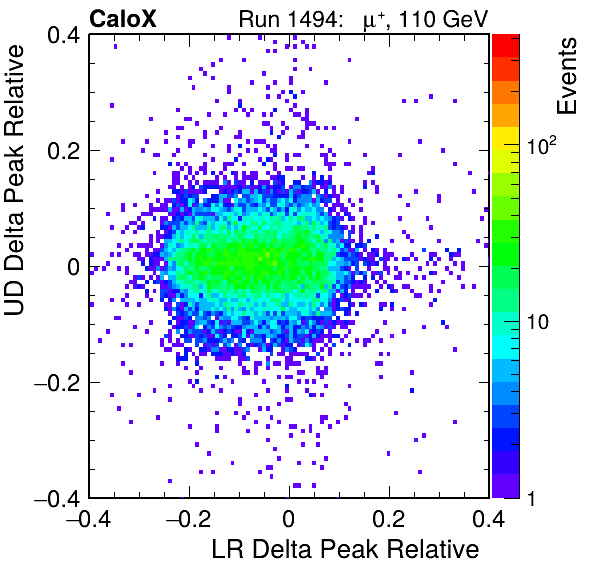 CaloX Run 1494: μ⁺, 110 GeV
Events
UD Delta Peak Relative
0.4
0.2
0
−0.2
−0.4
−0.4 −0.2 0 0.2 0.4
LR Delta Peak Relative
10²
10
1